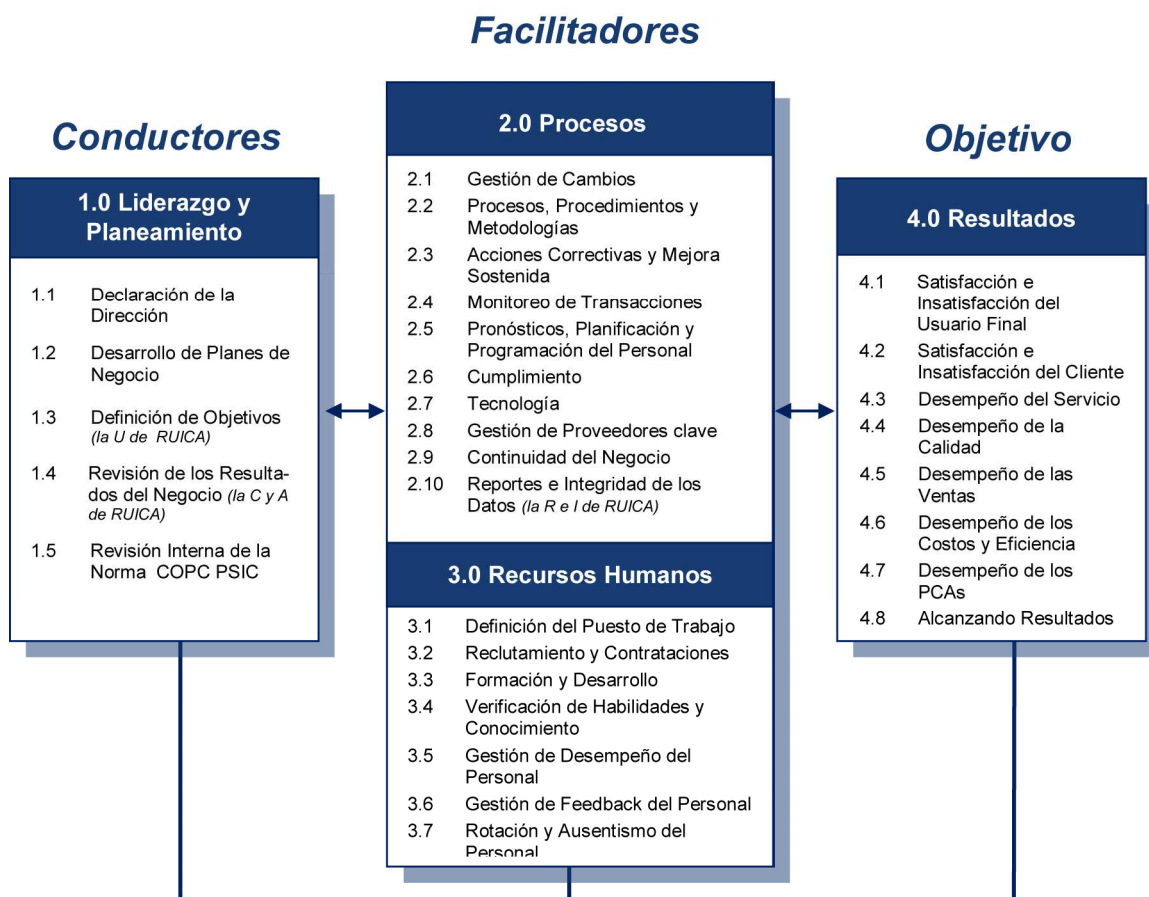 Facilitadores
Conductores
Objetivo
1.0 Liderazgo y
Planeamiento
1.1 Declaración de la
Dirección
1.2 Desarrollo de Planes de
Negocio
1.3 Definición de Objetivos
(la U de RUICA)
1.4 Revisión de los Resulta-
dos del Negocio (la C y A
de RUICA)
1.5 Revisión Interna de la
Norma COPC PSIC
2.0 Procesos
2.1 Gestión de Cambios
2.2 Procesos, Procedimientos y
Metodologías
2.3 Acciones Correctivas y Mejora
Sostenida
2.4 Monitoreo de Transacciones
2.5 Pronósticos, Planificación y
Programación del Personal
2.6 Cumplimiento
2.7 Tecnología
2.8 Gestión de Proveedores clave
2.9 Continuidad del Negocio
2.10 Reportes e Integridad de los
Datos (la R e I de RUICA)
3.0 Recursos Humanos
3.1 Definición del Puesto de Trabajo
3.2 Reclutamiento y Contrataciones
3.3 Formación y Desarrollo
3.4 Verificación de Habilidades y
Conocimiento
3.5 Gestión de Desempeño del
Personal
3.6 Gestión de Feedback del Personal
3.7 Rotación y Ausentismo del
Personal
4.0 Resultados
4.1 Satisfacción e
Insatisfacción del
Usuario Final
4.2 Satisfacción e
Insatisfacción del Cliente
4.3 Desempeño del Servicio
4.4 Desempeño de la
Calidad
4.5 Desempeño de las
Ventas
4.6 Desempeño de los
Costos y Eficiencia
4.7 Desempeño de los
PCAs
4.8 Alcanzando Resultados